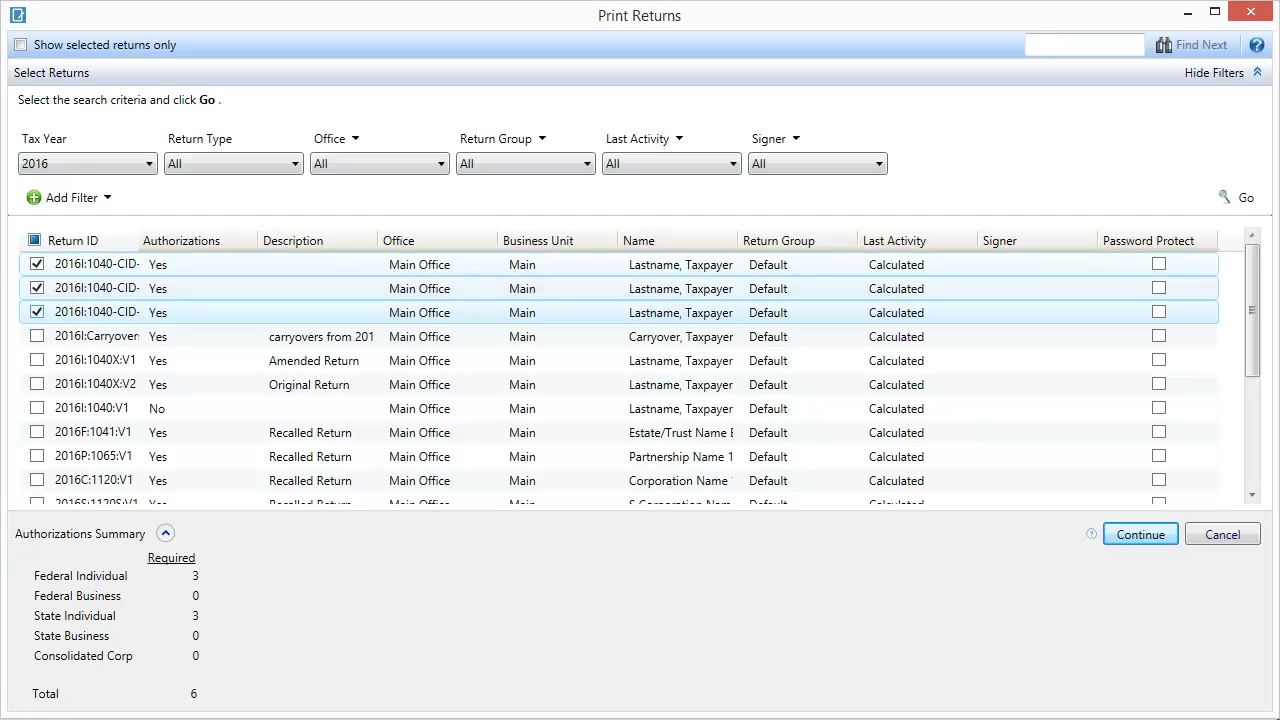 Print Returns
Show selected returns only Find Next
Select Returns Hide Filters
Select the search criteria and click Go .
Tax Year Return Type Office Return Group Last Activity Signer
2016 All All All All All
Add Filter Go
Return ID Authorizations Description Office Business Unit Name Return Group Last Activity Signer Password Protect
2016I:1040-CID- Yes Main Office Main Lastname, Taxpayer Default Calculated
2016I:1040-CID- Yes Main Office Main Lastname, Taxpayer Default Calculated
2016I:1040-CID- Yes Main Office Main Lastname, Taxpayer Default Calculated
2016I:Carryover Yes carryovers from 201 Main Office Main Carryover, Taxpayer Default Calculated
2016I:1040X:V1 Yes Amended Return Main Office Main Lastname, Taxpayer Default Calculated
2016I:1040X:V2 Yes Original Return Main Office Main Lastname, Taxpayer Default Calculated
2016I:1040:V1 No Main Office Main Lastname, Taxpayer Default Calculated
2016F:1041:V1 Yes Recalled Return Main Office Main Estate/Trust Name Default Calculated
2016P:1065:V1 Yes Recalled Return Main Office Main Partnership Name 1 Default Calculated
2016C:1120:V1 Yes Recalled Return Main Office Main Corporation Name Default Calculated
2016S:1120S:V1 Yes Recalled Return Main Office Main S Corporation Name Default Calculated
Authorizations Summary Continue Cancel
Required
Federal Individual 3
Federal Business 0
State Individual 3
State Business 0
Consolidated Corp 0
Total 6